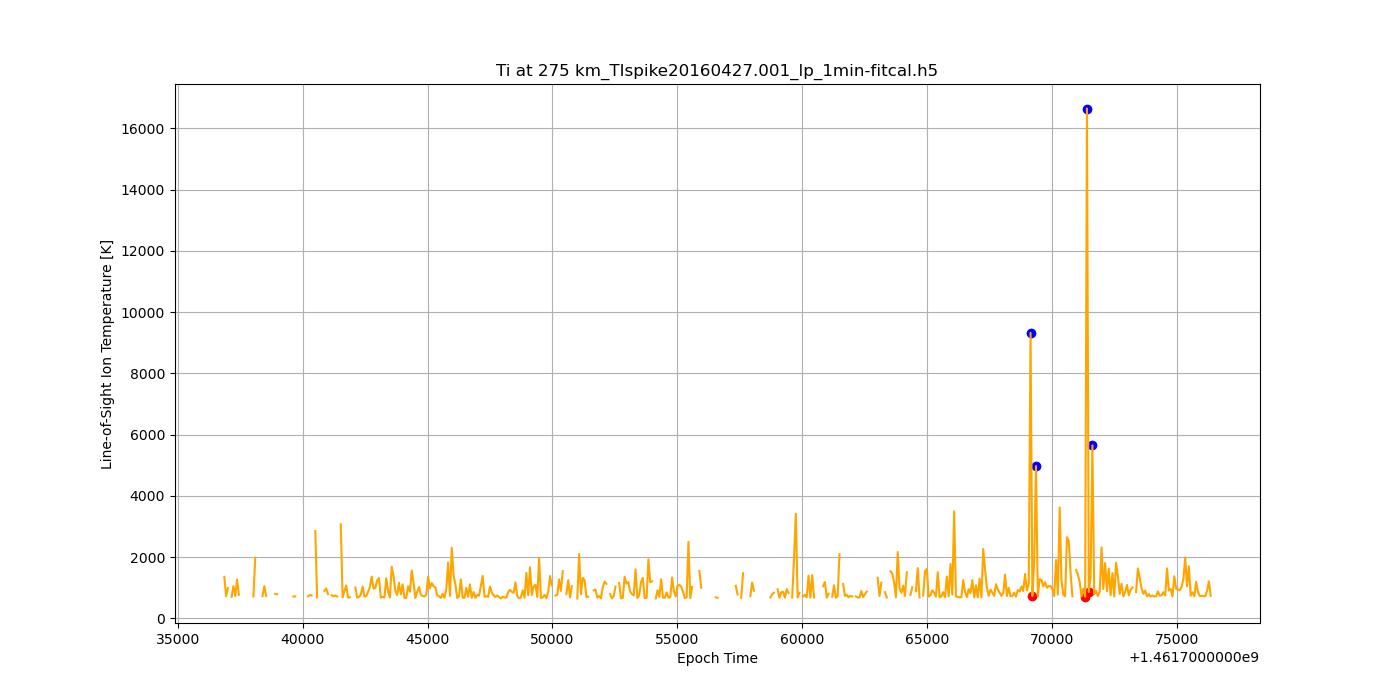 Ti at 275 km_TIspike20160427.001_lp_1min-fitcal.h5
Line-of-Sight Ion Temperature [K]
16000
14000
12000
10000
8000
6000
4000
2000
0
35000 40000 45000 50000 55000 60000 65000 70000 75000
Epoch Time
+1.4617000000e9